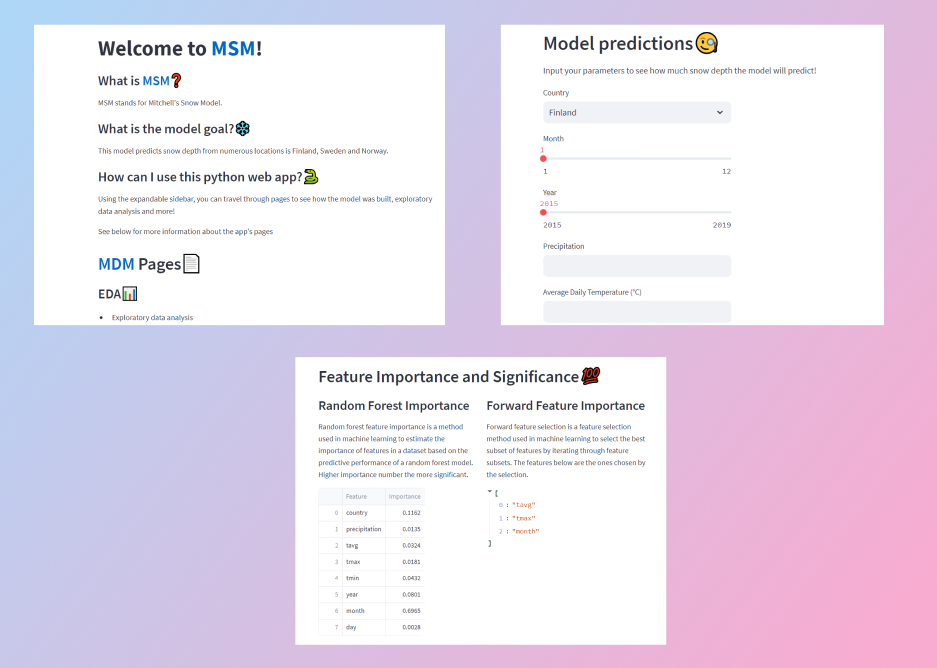 Welcome to MSM!
What is MSM❓
MSM stands for Mitchell's Snow Model.
What is the model goal?❄
This model predicts snow depth from numerous locations is Finland, Sweden and Norway.
How can I use this python web app?🐍
Using the expandable sidebar, you can travel through pages to see how the model was built, exploratory
data analysis and more!
See below for more information about the app's pages
MDM Pages📄
EDA📊
• Exploratory data analysis
Model predictions🧐
Input your parameters to see how much snow depth the model will predict!
Country
Finland
Month
1
1 12
Year
2015
2015 2019
Precipitation
Average Daily Temperature (°C)
Feature Importance and Significance💯
Random Forest Importance
Random forest feature importance is a method
used in machine learning to estimate the
importance of features in a dataset based on the
predictive performance of a random forest model.
Higher importance number the more significant.
Feature Importance
0 country 0.1162
1 precipitation 0.0135
2 tavg 0.0324
3 tmax 0.0181
4 tmin 0.0432
5 year 0.0801
6 month 0.6965
7 day 0.0028
Forward Feature Importance
Forward feature selection is a feature selection
method used in machine learning to select the best
subset of features by iterating through feature
subsets. The features below are the ones chosen by
the selection.
[
0 : "tavg"
1 : "tmax"
2 : "month"
]